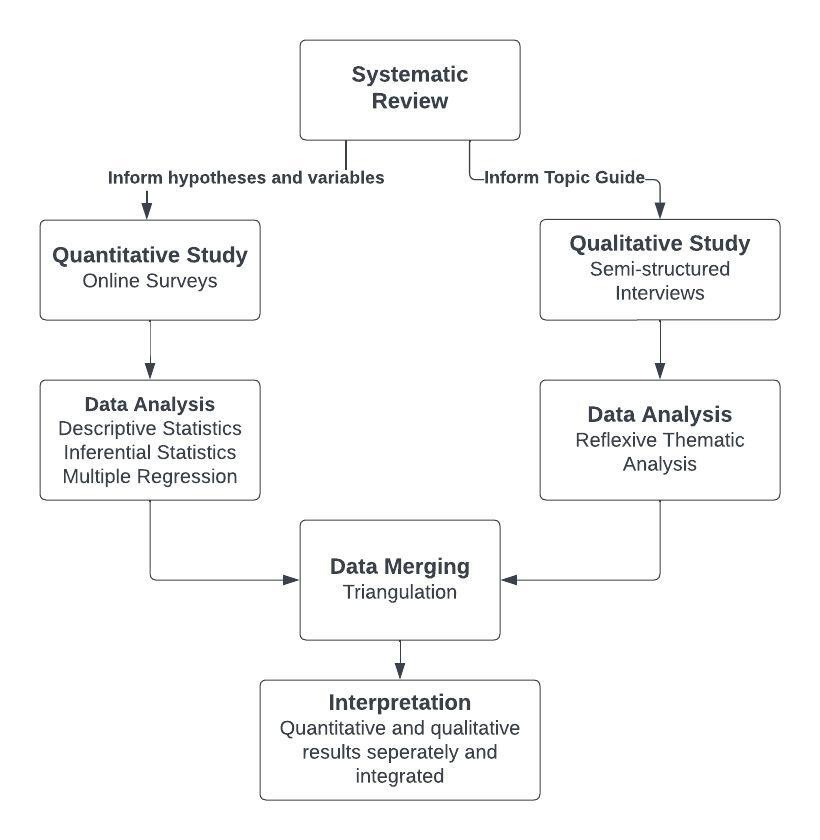 Systematic
Review
Inform hypotheses and variables
Inform Topic Guide
Quantitative Study
Online Surveys
Qualitative Study
Semi-structured
Interviews
Data Analysis
Descriptive Statistics
Inferential Statistics
Multiple Regression
Data Analysis
Reflexive Thematic
Analysis
Data Merging
Triangulation
Interpretation
Quantitative and qualitative
results seperately and
integrated